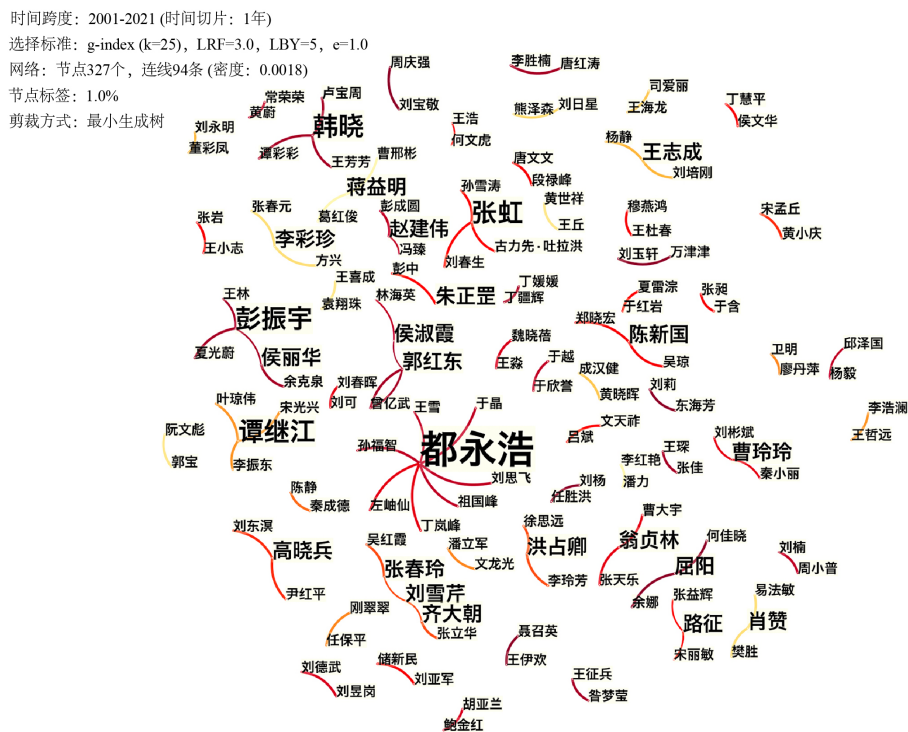 时间跨度：2001-2021 (时间切片：1年)
选择标准：g-index (k=25)，LRF=3.0，LBY=5，e=1.0
网络：节点327个，连线94条 (密度：0.0018)
节点标签：1.0%
剪裁方式：最小生成树
周庆强
刘宝敬
李胜楠
唐红涛
常荣荣
黄蔚
卢宝周
韩晓
谭彩彩
王芳芳
熊泽森
刘日星
司爱丽
王海龙
丁慧平
侯文华
刘永明
董彩凤
王浩
何文虎
杨静
王志成
刘培刚
曹邢彬
蒋益明
葛红俊
唐文文
段禄峰
孙雪涛
张虹
古力先·吐拉洪
刘春生
黄世祥
王丘
张岩
王小志
张春元
李彩珍
方兴
彭成圆
赵建伟
冯臻
穆燕鸿
王杜春
宋孟丘
黄小庆
刘玉轩
万津津
王喜成
袁翔珠
彭中
朱正罡
丁媛媛
丁疆辉
夏雷淙
于红岩
张昶
于含
王林
彭振宇
夏光蔚
侯丽华
余克泉
林海英
侯淑霞
郭红东
曾亿武
魏晓蓓
王淼
郑晓宏
陈新国
吴琼
于越
于欣誉
成汉健
黄晓晖
卫明
廖丹萍
邱泽国
杨毅
刘春晖
刘可
刘莉
东海芳
叶琼伟
宋光兴
谭继江
李振东
阮文彪
郭宝
王雪
于晶
孙福智
都永浩
刘思飞
左岫仙
祖国峰
丁岚峰
文天祚
吕斌
李浩澜
王哲远
刘彬斌
曹玲玲
秦小丽
李红艳
潘力
王琛
张佳
陈静
秦成德
刘杨
任胜洪
刘东溟
高晓兵
尹红平
吴红霞
张春玲
刘雪芹
齐大朝
张立华
潘立军
文龙光
徐思远
洪占卿
李玲芳
曹大宇
翁贞林
张天乐
何佳晓
屈阳
余娜
刘楠
周小普
张益辉
路征
宋丽敏
易法敏
肖赞
樊胜
刚翠翠
任保平
聂召英
王伊欢
刘德武
刘昱岗
储新民
刘亚军
王征兵
昝梦莹
胡亚兰
鲍金红